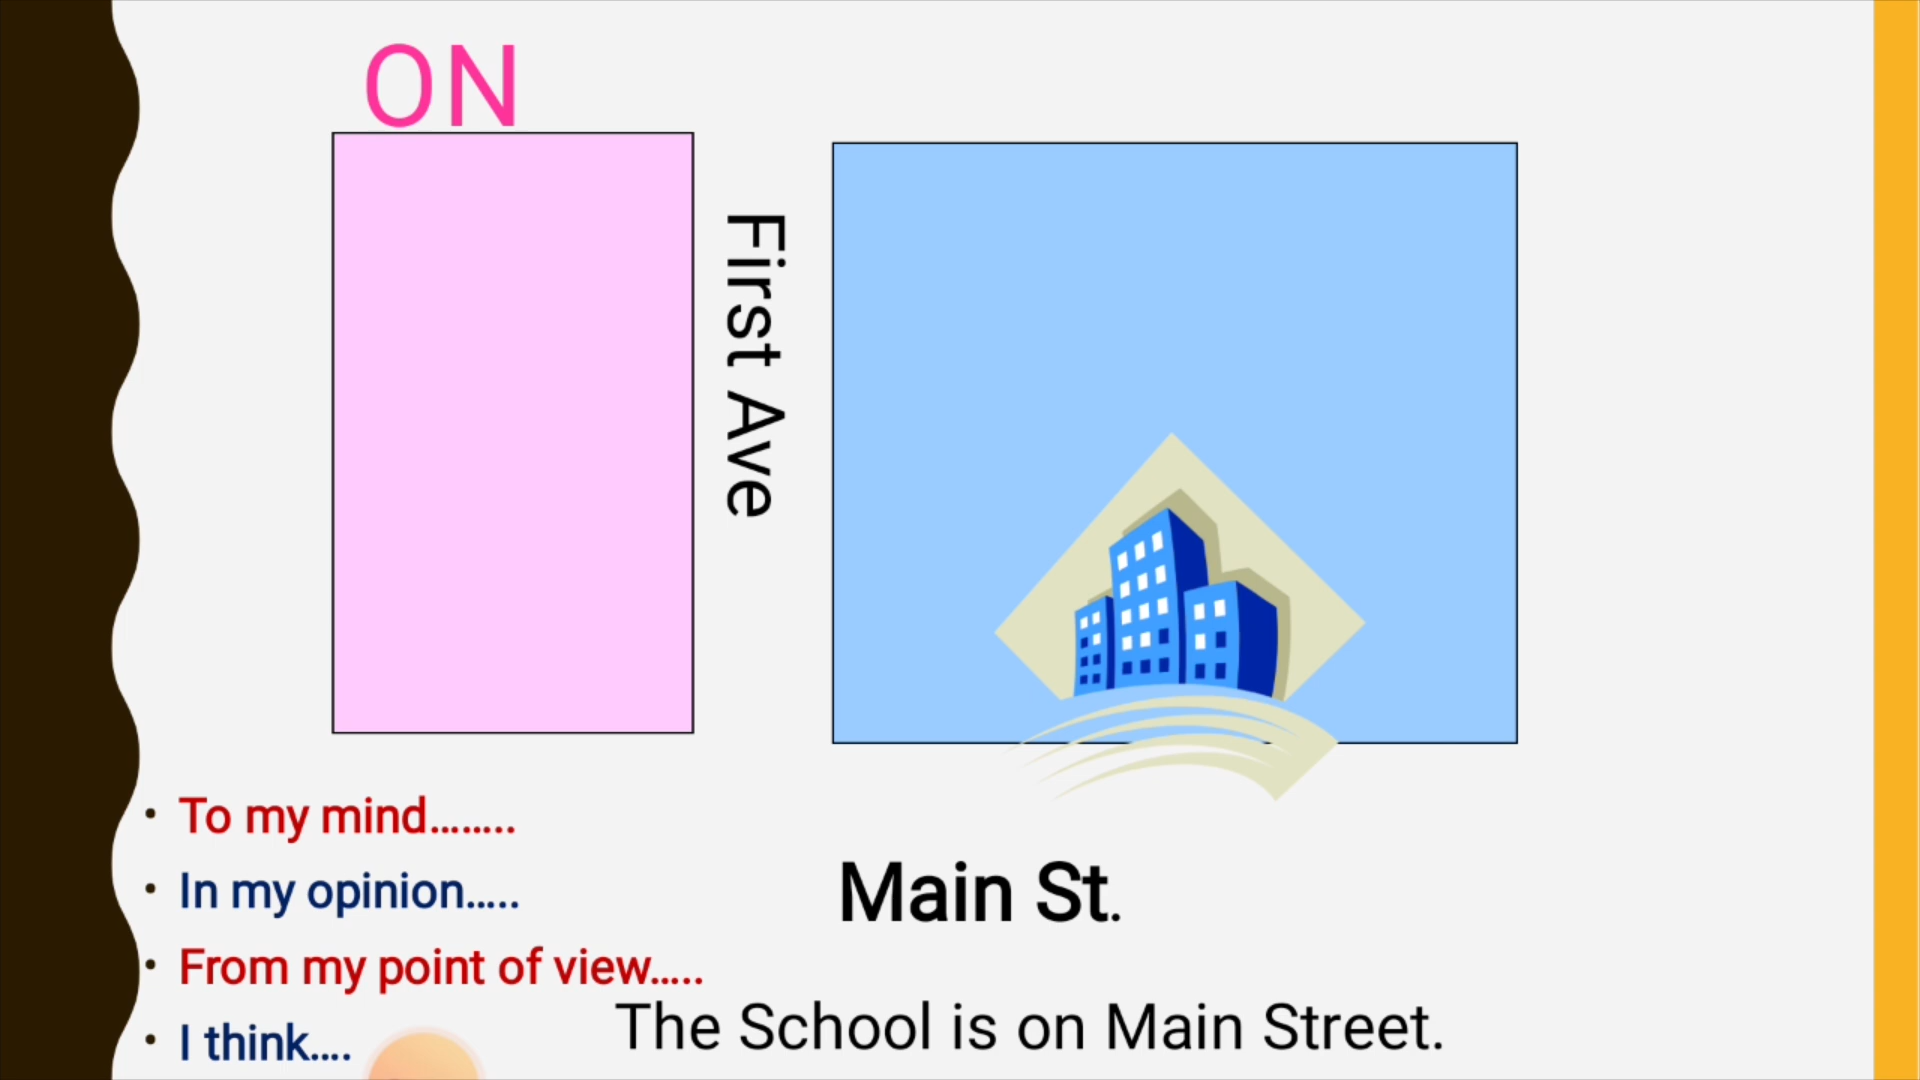 ON
First Ave
• To my mind……..
• In my opinion…..
• From my point of view…..
• I think….
Main St.
The School is on Main Street.